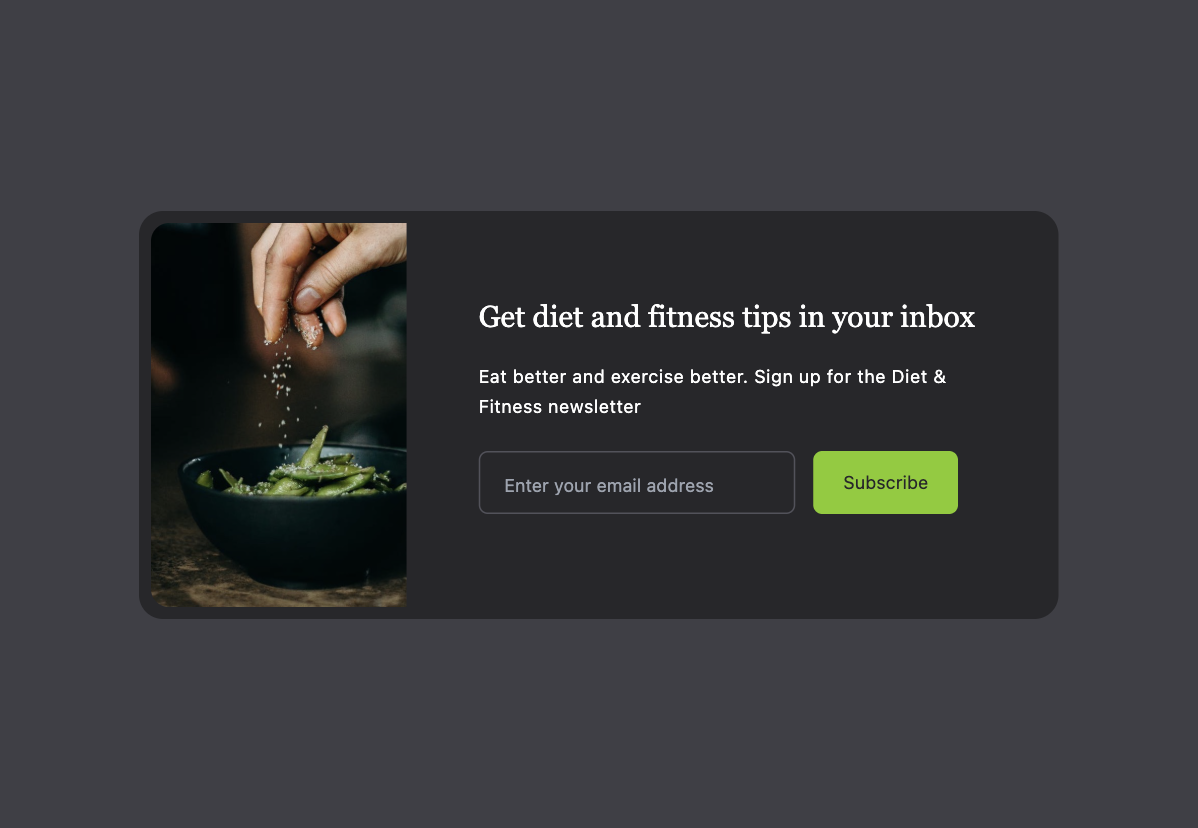 Get diet and fitness tips in your inbox
Eat better and exercise better. Sign up for the Diet &
Fitness newsletter
Enter your email address
Subscribe